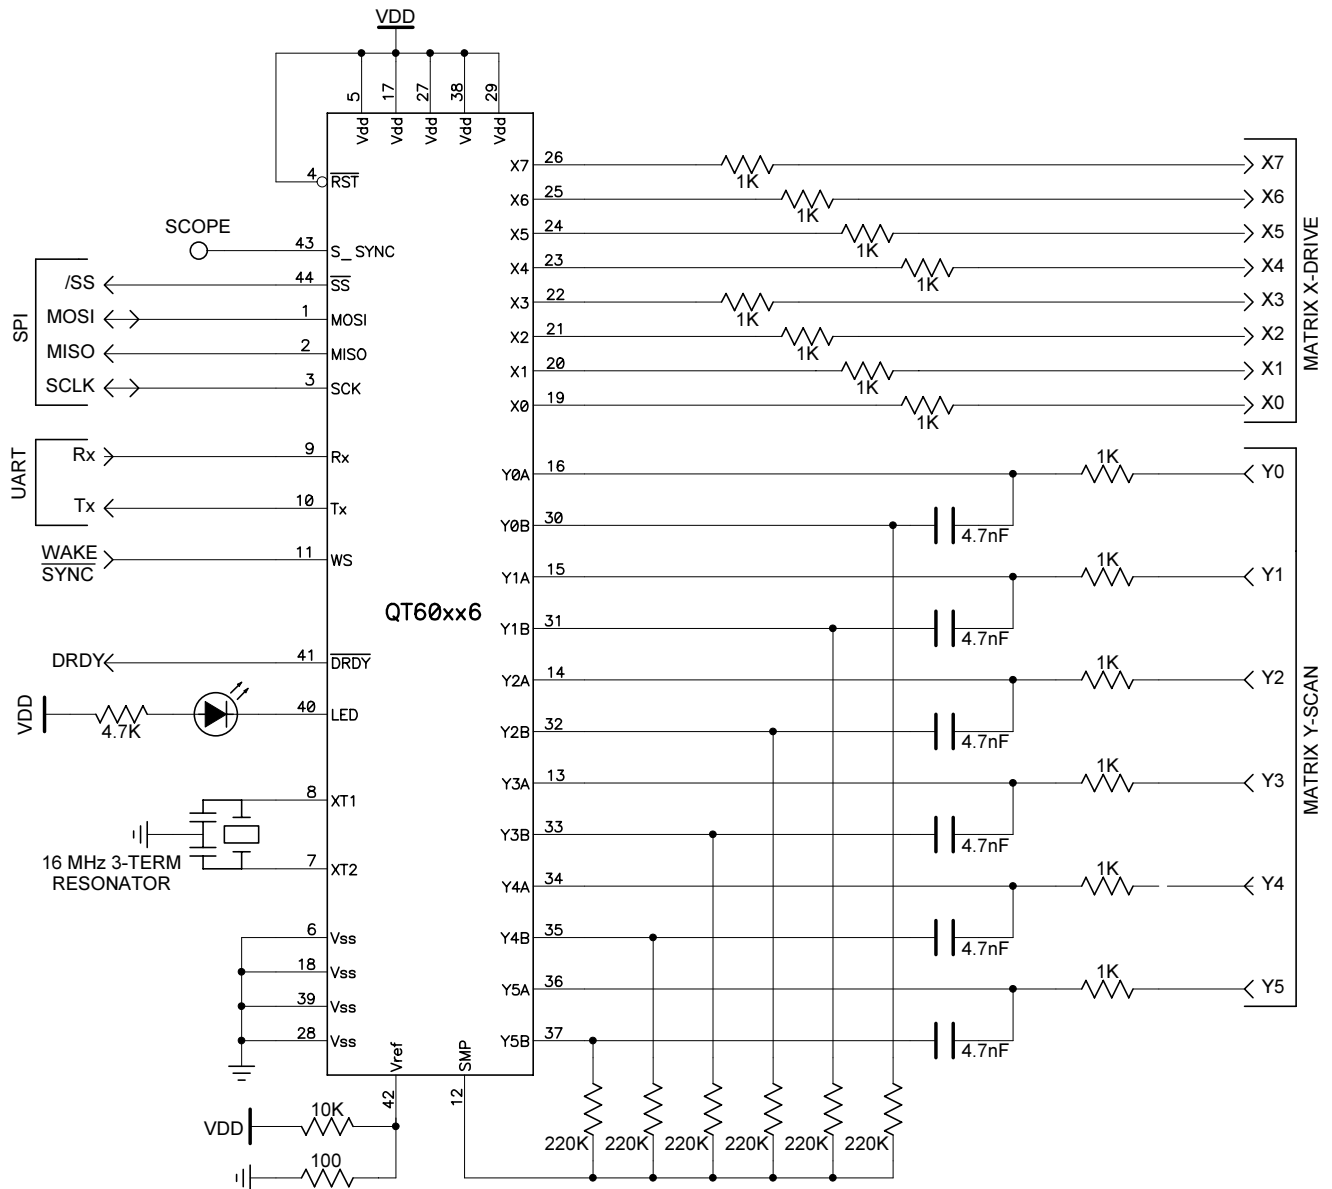 VDD
5 17 27 38 29
Vdd Vdd Vdd Vdd Vdd
4 RST
SCOPE
43 S_SYNC
SPI
/SS 44 SS
MOSI 1 MOSI
MISO 2 MISO
SCLK 3 SCK
UART
Rx 9 Rx
Tx 10 Tx
WAKE
SYNC
11 WS
QT60xx6
DRDY 41 DRDY
VDD 4.7K 40 LED
8 XT1
16 MHz 3-TERM
RESONATOR
7 XT2
6 Vss
18 Vss
39 Vss
28 Vss
Vref SMP
42 12
VDD 10K
100
X7 26 1K X7
X6 25 1K X6
X5 24 1K X5
X4 23 1K X4
X3 22 1K X3
X2 21 1K X2
X1 20 1K X1
X0 19 1K X0
MATRIX X-DRIVE
Y0A 16 1K Y0
Y0B 30 4.7nF
Y1A 15 1K Y1
Y1B 31 4.7nF
Y2A 14 1K Y2
Y2B 32 4.7nF
Y3A 13 1K Y3
Y3B 33 4.7nF
Y4A 34 1K Y4
Y4B 35 4.7nF
Y5A 36 1K Y5
Y5B 37 4.7nF
MATRIX Y-SCAN
220K 220K 220K 220K 220K 220K